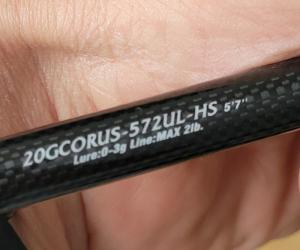 20GCORUS-572UL-HS 5'7"
Lure:0-3g Line:MAX 2lb.